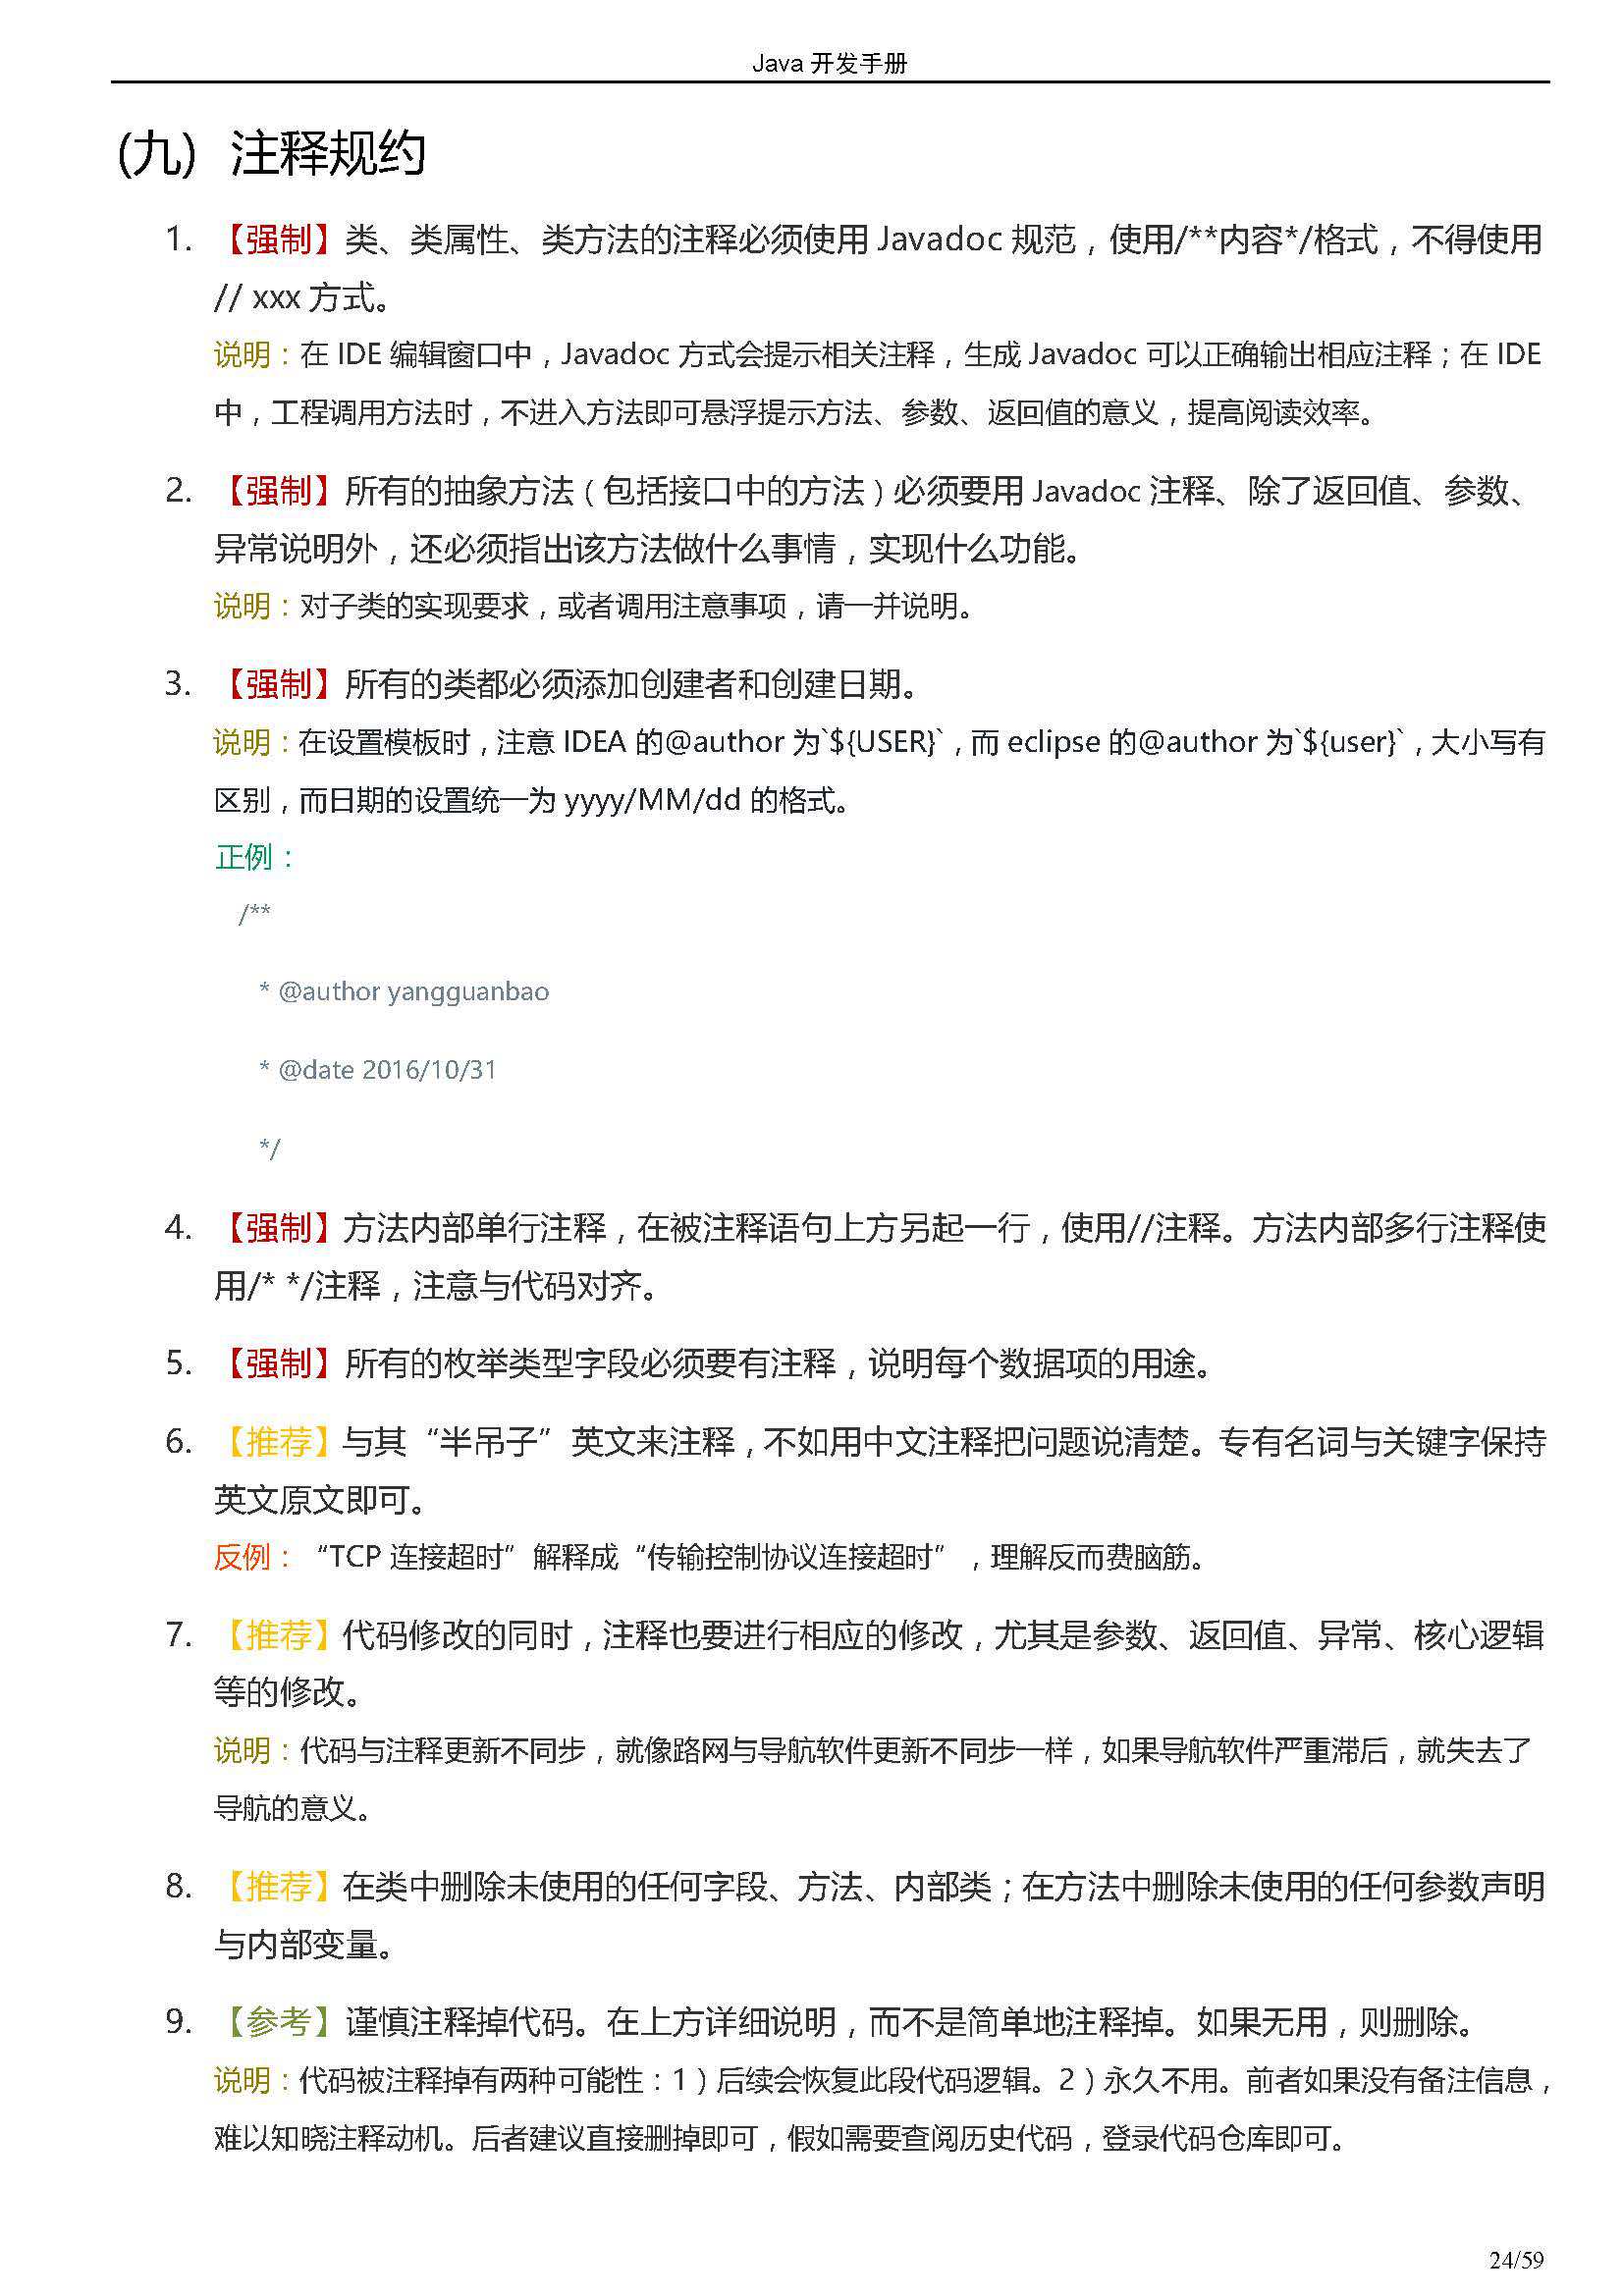 Java 开发手册
(九) 注释规约
1. 【强制】类、类属性、类方法的注释必须使用 Javadoc 规范，使用/**内容*/格式，不得使用
// xxx 方式。
说明：在 IDE 编辑窗口中，Javadoc 方式会提示相关注释，生成 Javadoc 可以正确输出相应注释；在 IDE
中，工程调用方法时，不进入方法即可悬浮提示方法、参数、返回值的意义，提高阅读效率。
2. 【强制】所有的抽象方法（包括接口中的方法）必须要用 Javadoc 注释、除了返回值、参数、
异常说明外，还必须指出该方法做什么事情，实现什么功能。
说明：对子类的实现要求，或者调用注意事项，请一并说明。
3. 【强制】所有的类都必须添加创建者和创建日期。
说明：在设置模板时，注意 IDEA 的@author 为`${USER}`，而 eclipse 的@author 为`${user}`，大小写有
区别，而日期的设置统一为 yyyy/MM/dd 的格式。
正例：
/**
* @author yangguanbao
* @date 2016/10/31
*/
4. 【强制】方法内部单行注释，在被注释语句上方另起一行，使用//注释。方法内部多行注释使
用/* */注释，注意与代码对齐。
5. 【强制】所有的枚举类型字段必须要有注释，说明每个数据项的用途。
6. 【推荐】与其“半吊子”英文来注释，不如用中文注释把问题说清楚。专有名词与关键字保持
英文原文即可。
反例：“TCP 连接超时”解释成“传输控制协议连接超时”，理解反而费脑筋。
7. 【推荐】代码修改的同时，注释也要进行相应的修改，尤其是参数、返回值、异常、核心逻辑
等的修改。
说明：代码与注释更新不同步，就像路网与导航软件更新不同步一样，如果导航软件严重滞后，就失去了
导航的意义。
8. 【推荐】在类中删除未使用的任何字段、方法、内部类；在方法中删除未使用的任何参数声明
与内部变量。
9. 【参考】谨慎注释掉代码。在上方详细说明，而不是简单地注释掉。如果无用，则删除。
说明：代码被注释掉有两种可能性：1）后续会恢复此段代码逻辑。2）永久不用。前者如果没有备注信息，
难以知晓注释动机。后者建议直接删掉即可，假如需要查阅历史代码，登录代码仓库即可。
24/59